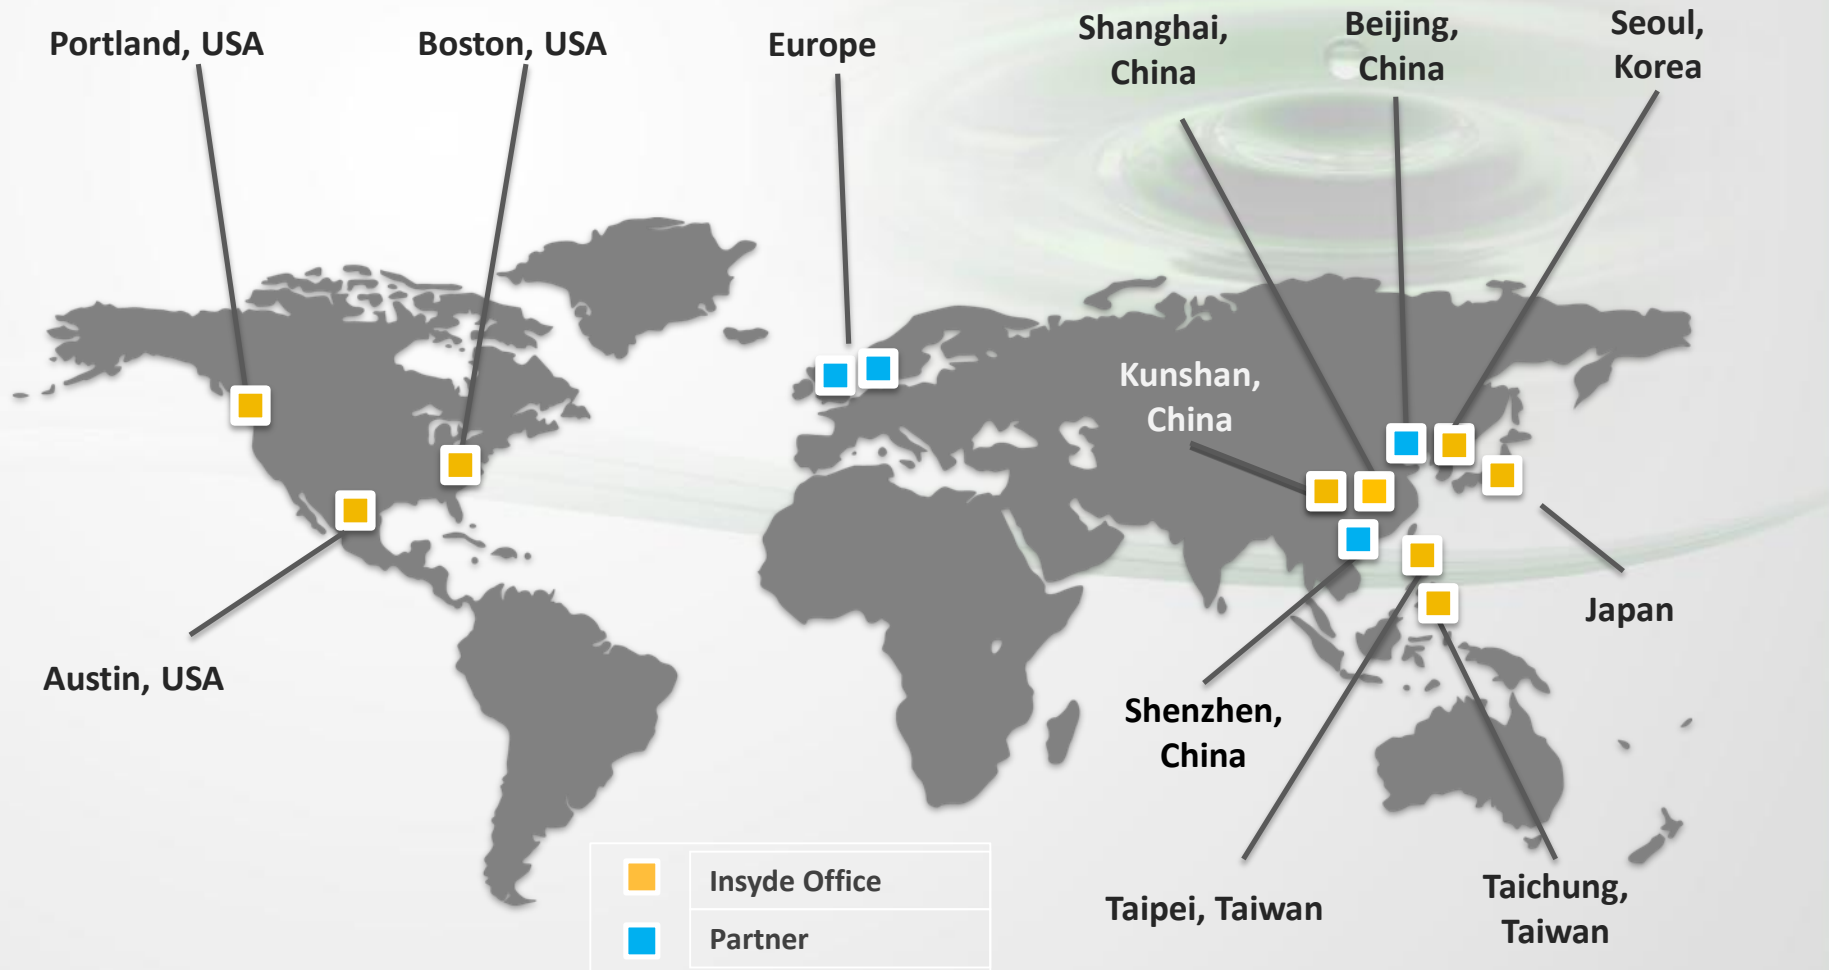 Portland, USA
Boston, USA
Europe
Shanghai,
China
Beijing,
China
Seoul,
Korea
Kunshan,
China
Japan
Austin, USA
Shenzhen,
China
Taipei, Taiwan
Taichung,
Taiwan
Insyde Office
Partner